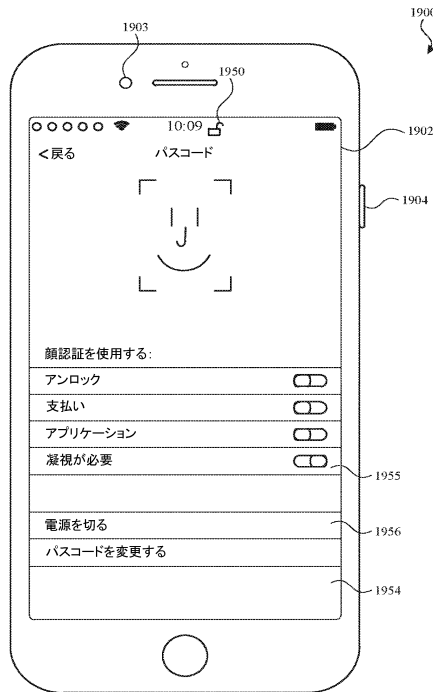 1900
1903
1950
10:09
1902
<戻る パスコード
1904
顔認証を使用する:
アンロック
支払い
アプリケーション
凝視が必要
1955
電源を切る
1956
パスコードを変更する
1954